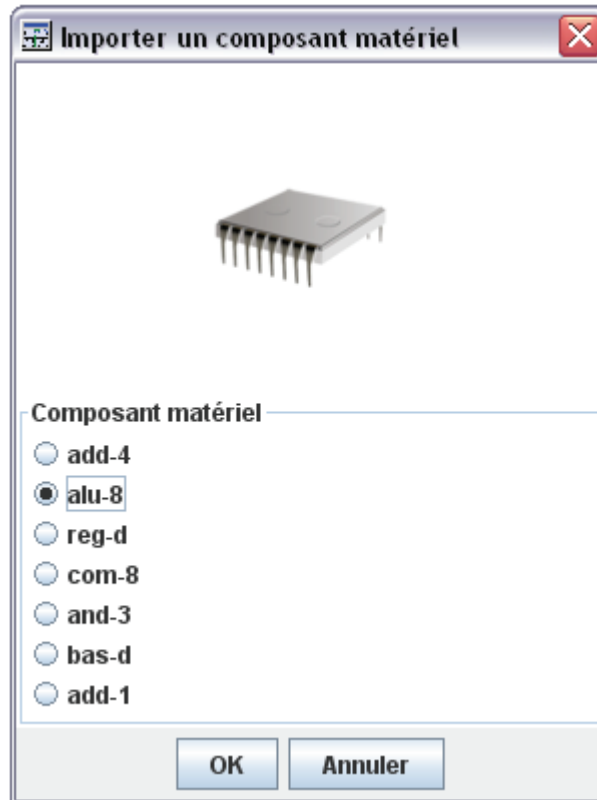 Importer un composant matériel
Composant matériel
add-4
alu-8
reg-d
com-8
and-3
bas-d
add-1
OK Annuler